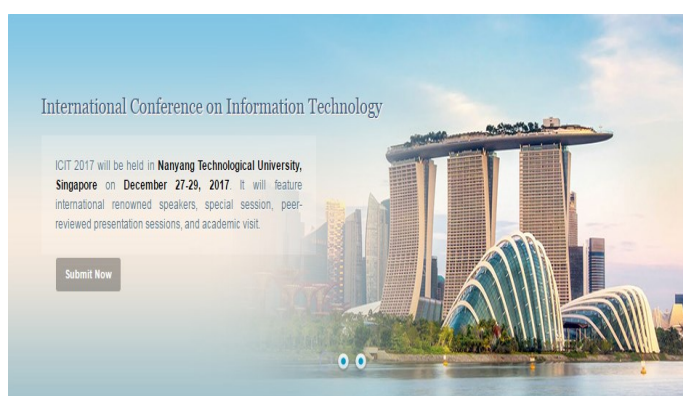 International Conference on Information Technology
ICIT 2017 will be held in Nanyang Technological University,
Singapore on December 27-29, 2017. It will feature
international renowned speakers, special session, peer-
reviewed presentation sessions, and academic visit.
Submit Now